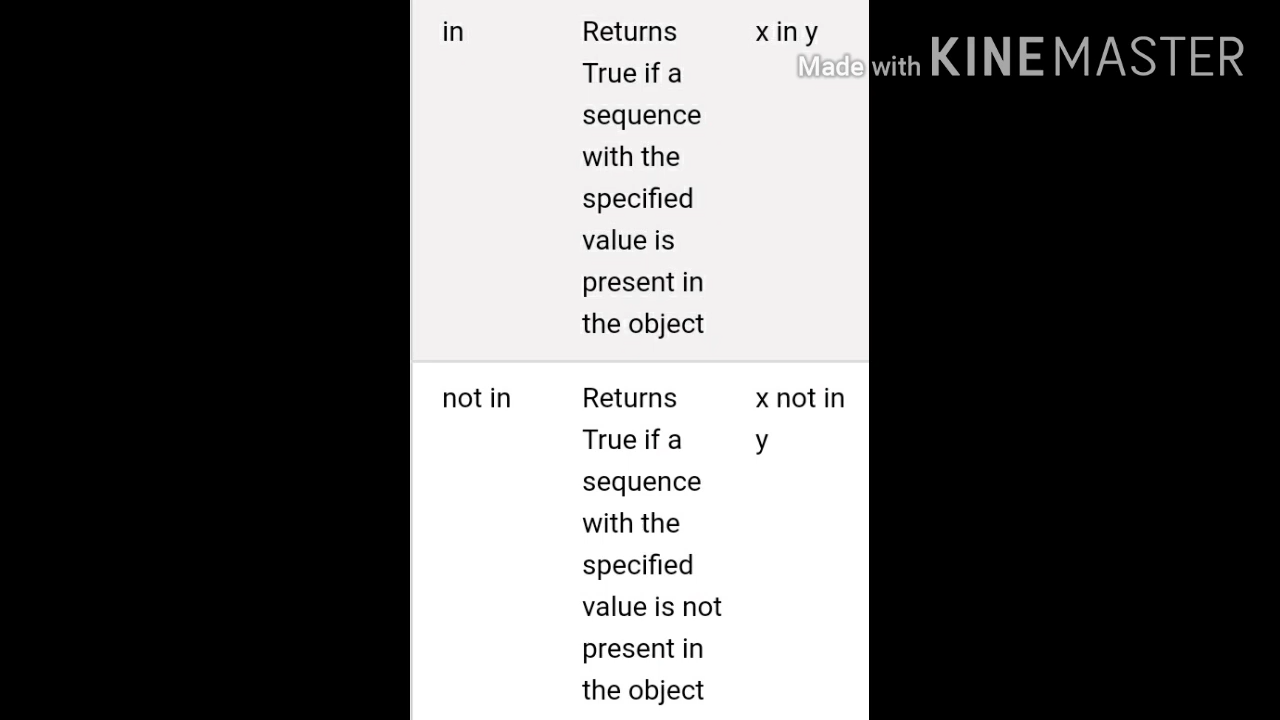 in Returns x in y
True if a
sequence
with the
specified
value is
present in
the object
not in Returns x not in
True if a y
sequence
with the
specified
value is not
present in
the object
Made with KINEMASTER